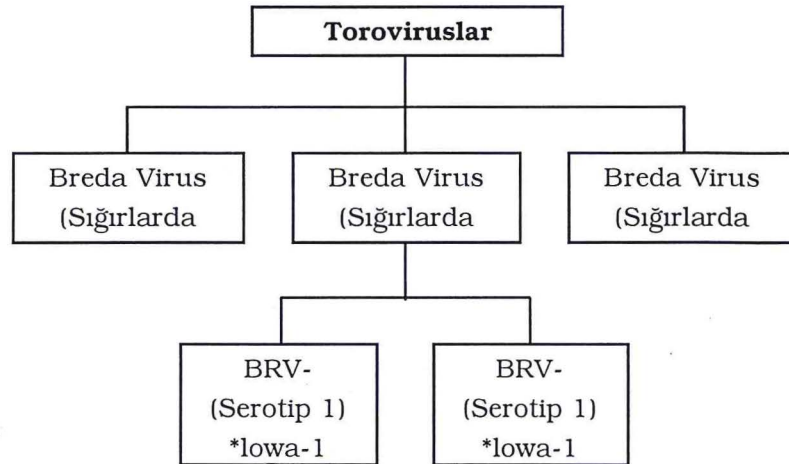 Toroviruslar
Breda Virus
(Sığırlarda
Breda Virus
(Sığırlarda
Breda Virus
(Sığırlarda
BRV-
(Serotip 1)
*lowa-1
BRV-
(Serotip 1)
*lowa-1